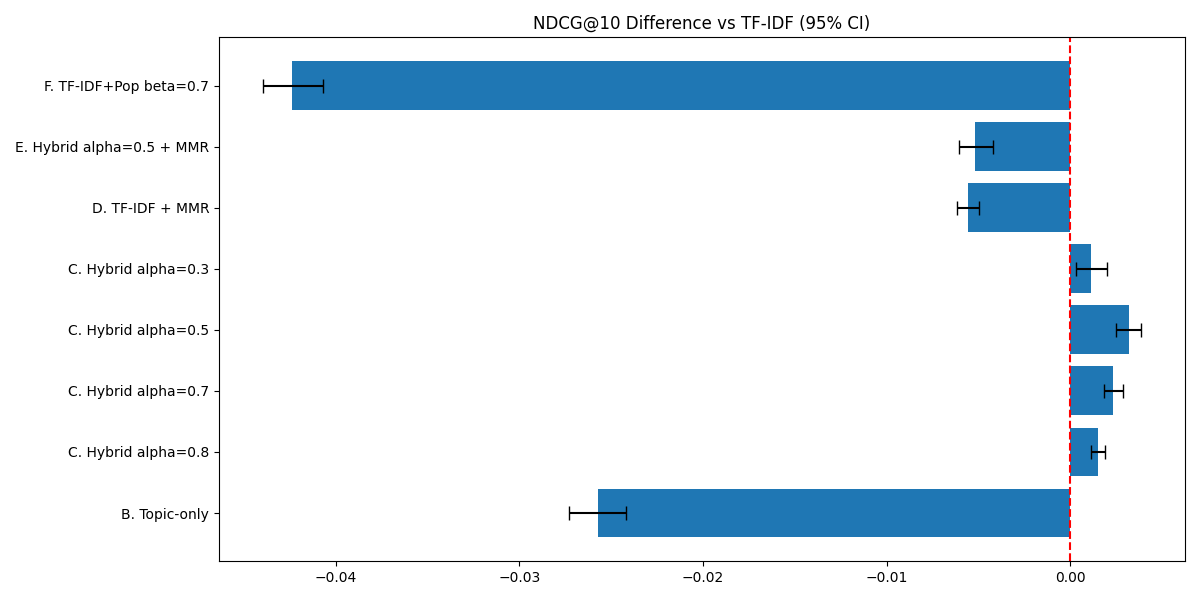 NDCG@10 Difference vs TF-IDF (95% CI)
F. TF-IDF+Pop beta=0.7
E. Hybrid alpha=0.5 + MMR
D. TF-IDF + MMR
C. Hybrid alpha=0.3
C. Hybrid alpha=0.5
C. Hybrid alpha=0.7
C. Hybrid alpha=0.8
B. Topic-only
−0.04 −0.03 −0.02 −0.01 0.00